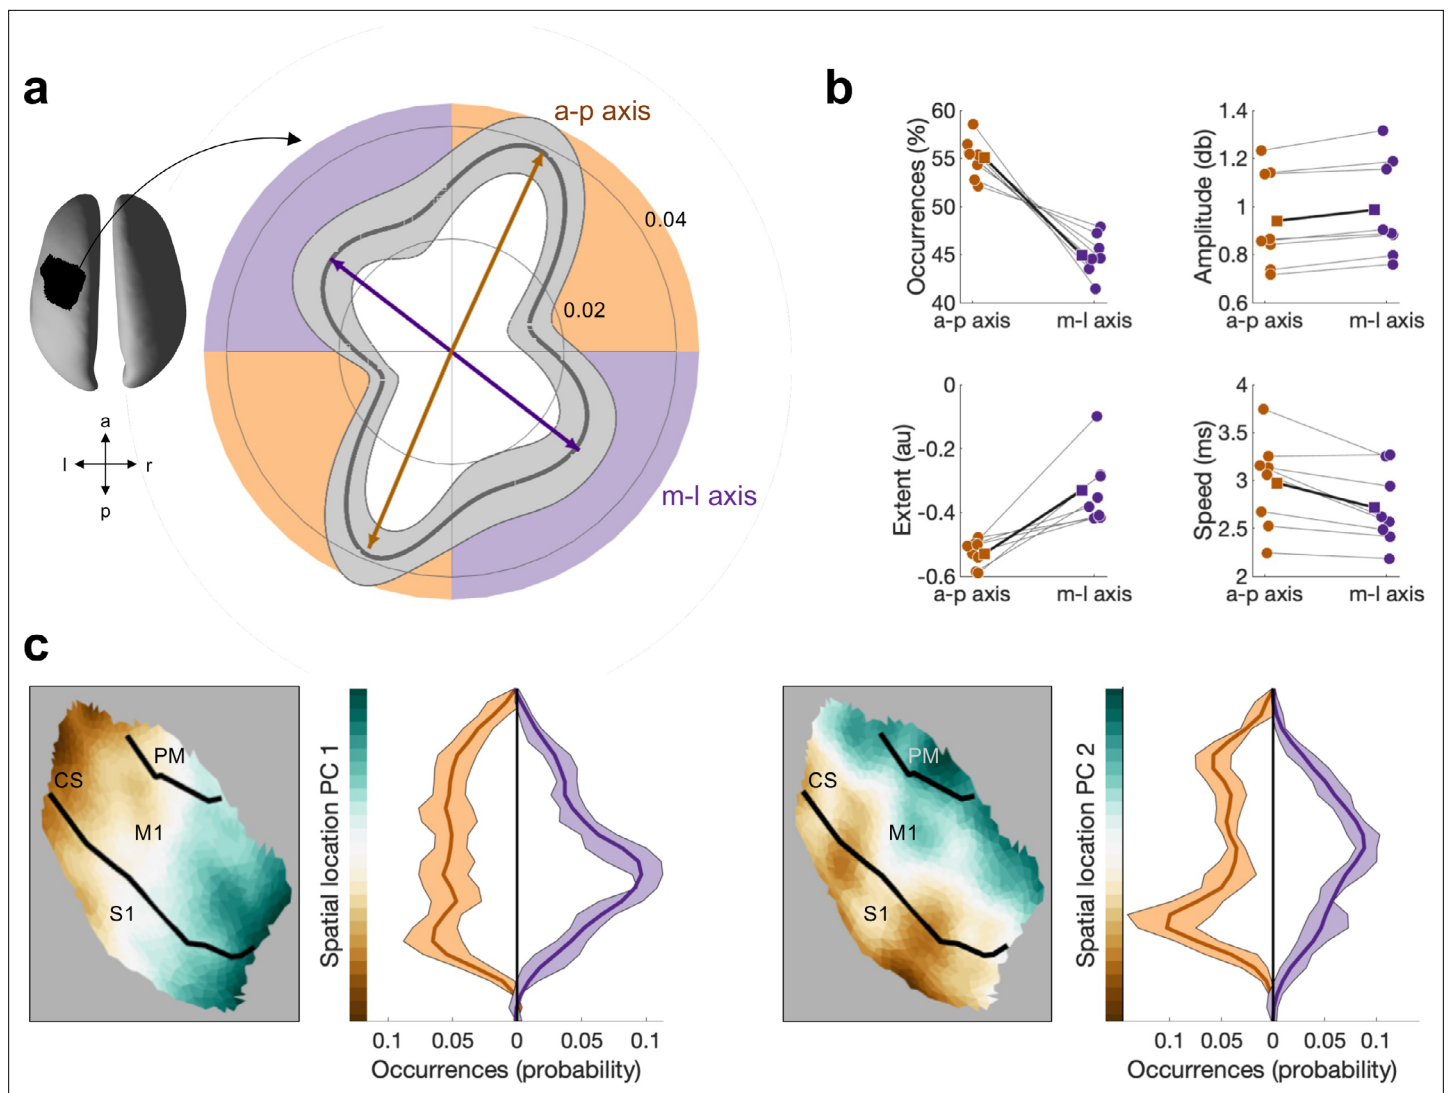 a
a-p axis
0.04
0.02
m-l axis
a
l
r
p
b
Occurrences (%)
60
55
50
45
40
a-p axis
m-l axis
Amplitude (db)
1.4
1.2
1
0.8
0.6
a-p axis
m-l axis
Extent (au)
0
-0.2
-0.4
-0.6
a-p axis
m-l axis
Speed (ms)
4
3.5
3
2.5
2
a-p axis
m-l axis
c
PM
CS
M1
S1
Spatial location PC 1
0.1 0.05 0 0.05 0.1
Occurrences (probability)
PM
CS
M1
S1
Spatial location PC 2
0.1 0.05 0 0.05 0.1
Occurrences (probability)